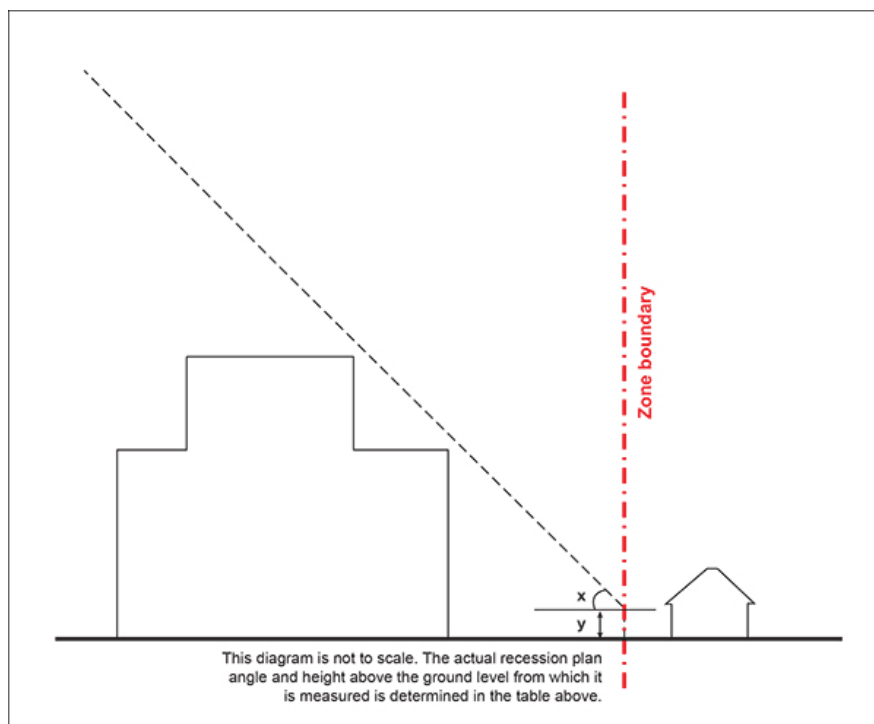 Zone boundary
x
y
This diagram is not to scale. The actual recession plan
angle and height above the ground level from which it
is measured is determined in the table above.